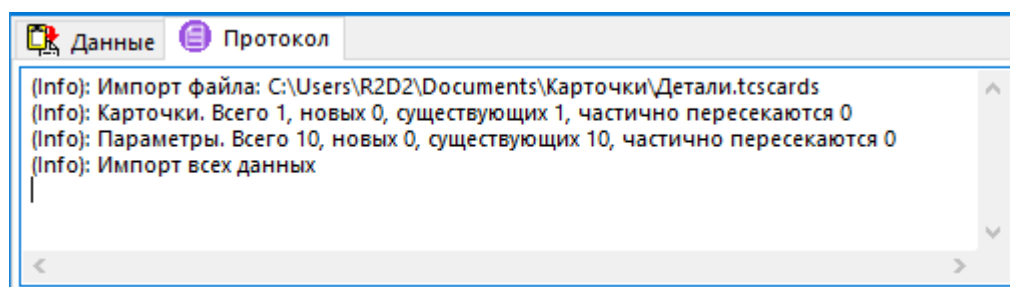 Данные Протокол
(Info): Импорт файла: C:\Users\R2D2\Documents\Карточки\Детали.tcscards
(Info): Карточки. Всего 1, новых 0, существующих 1, частично пересекаются 0
(Info): Параметры. Всего 10, новых 0, существующих 10, частично пересекаются 0
(Info): Импорт всех данных